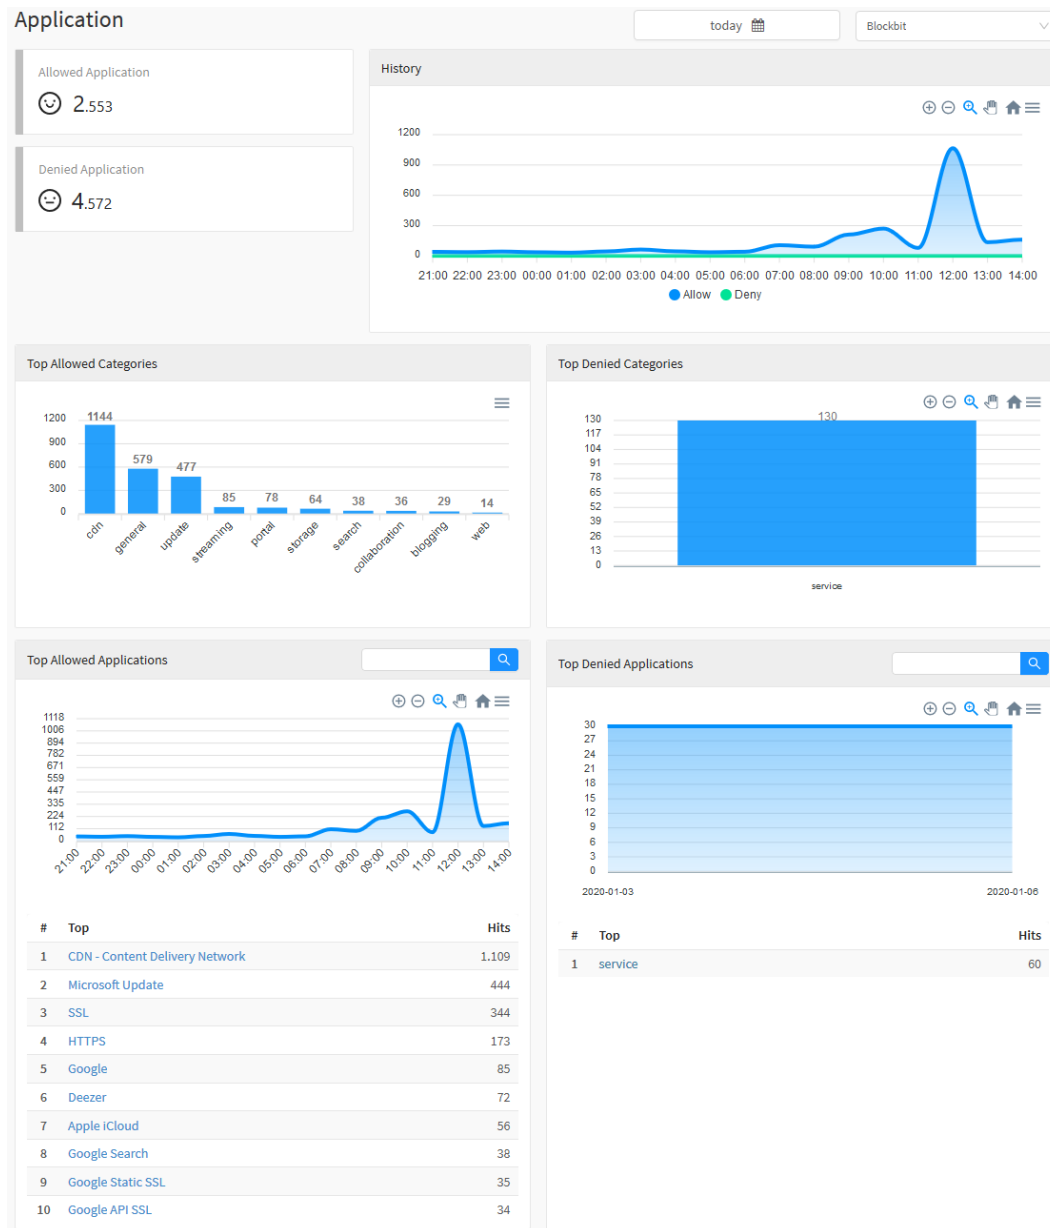 Application
today
Blockbit
Allowed Application
2.553
Denied Application
4.572
History
1200
900
600
300
0
21:00 22:00 23:00 00:00 01:00 02:00 03:00 04:00 05:00 06:00 07:00 08:00 09:00 10:00 11:00 12:00 13:00 14:00
Allow Deny
Top Allowed Categories
1200
900
600
300
0
1144 579 477 85 78 64 38 36 29 14
cdn general update streaming portal storage search collaboration blogging web
Top Denied Categories
130
130
117
104
91
78
65
52
39
26
13
0
service
Top Allowed Applications
1118
1006
894
782
671
559
447
335
224
112
0
21:00 22:00 23:00 00:00 01:00 02:00 03:00 04:00 05:00 06:00 07:00 08:00 09:00 10:00 11:00 12:00 13:00 14:00
# Top Hits
1 CDN - Content Delivery Network 1.109
2 Microsoft Update 444
3 SSL 344
4 HTTPS 173
5 Google 85
6 Deezer 72
7 Apple iCloud 56
8 Google Search 38
9 Google Static SSL 35
10 Google API SSL 34
Top Denied Applications
30
27
24
21
18
15
12
9
6
3
0
2020-01-03 2020-01-06
# Top Hits
1 service 60